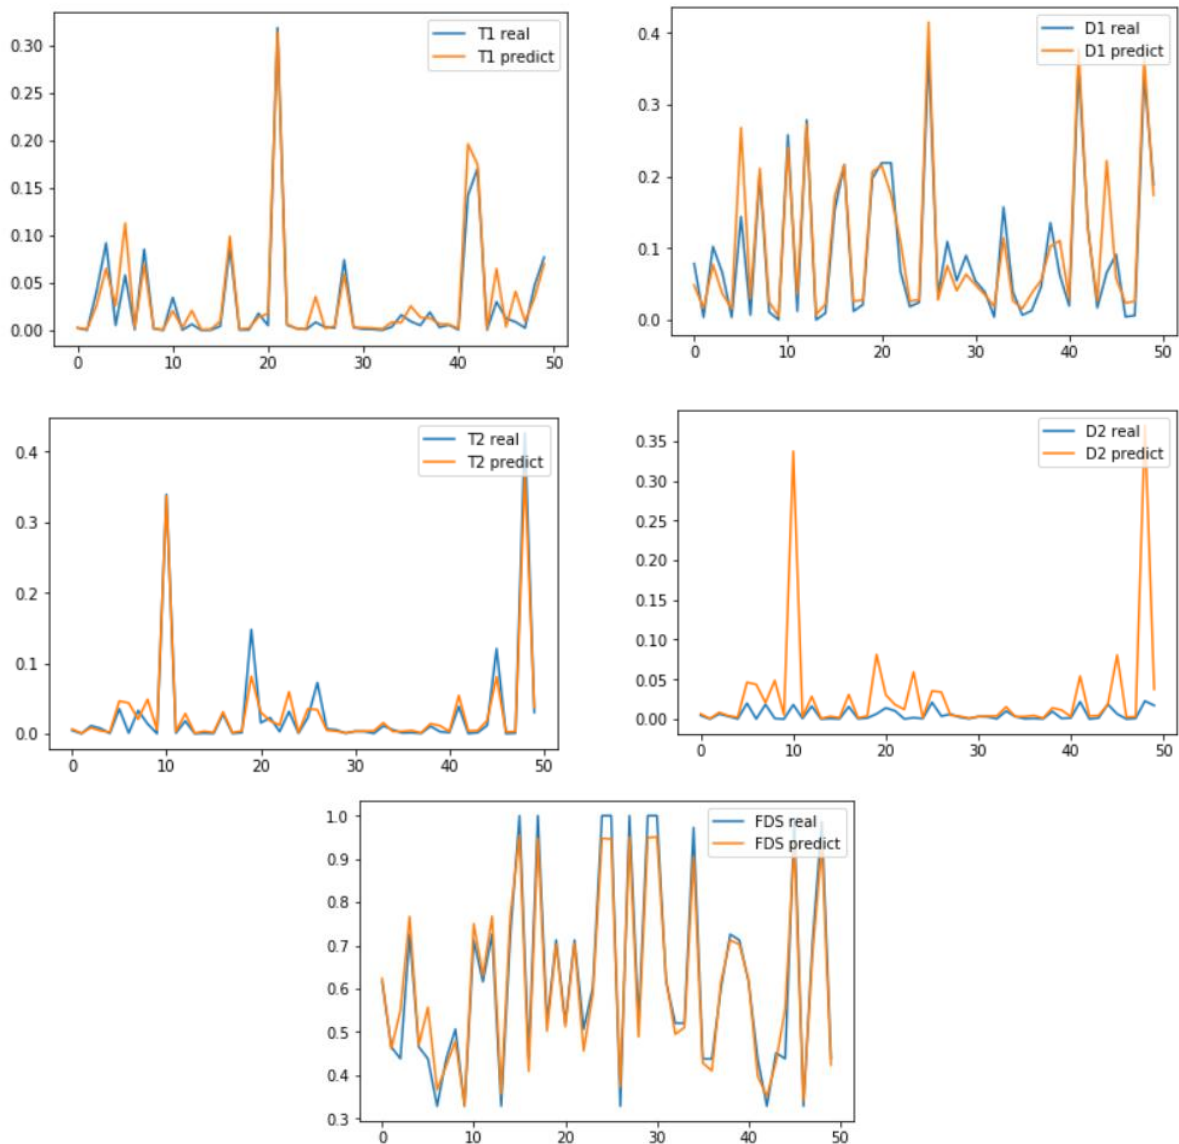 T1 real
T1 predict
0.30
0.25
0.20
0.15
0.10
0.05
0.00
0 10 20 30 40 50
D1 real
D1 predict
0.4
0.3
0.2
0.1
0.0
0 10 20 30 40 50
T2 real
T2 predict
0.4
0.3
0.2
0.1
0.0
0 10 20 30 40 50
D2 real
D2 predict
0.35
0.30
0.25
0.20
0.15
0.10
0.05
0.00
0 10 20 30 40 50
FDS real
FDS predict
1.0
0.9
0.8
0.7
0.6
0.5
0.4
0.3
0 10 20 30 40 50